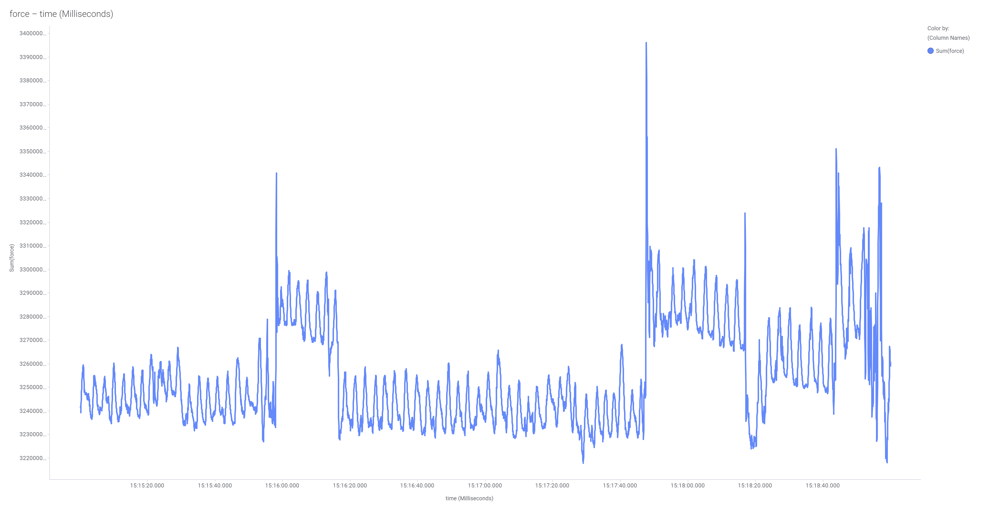 force – time (Milliseconds)
Color by:
(Column Names)
Sum(force)
3400000...
3390000...
3380000...
3370000...
3360000...
3350000...
3340000...
3330000...
3320000...
3310000...
3300000...
3290000...
3280000...
3270000...
3260000...
3250000...
3240000...
3230000...
3220000...
Sum(force)
15:15:20.000 15:15:40.000 15:16:00.000 15:16:20.000 15:16:40.000 15:17:00.000 15:17:20.000 15:17:40.000 15:18:00.000 15:18:20.000 15:18:40.000
time (Milliseconds)